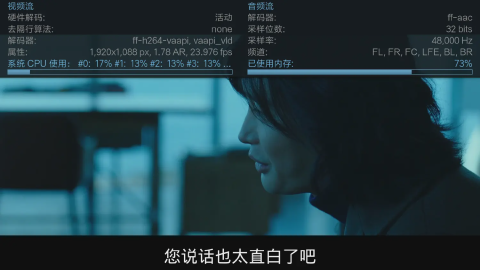 视频流
硬件解码: 活动
去隔行算法: none
解码器: ff-h264-vaapi, vaapi_vld
属性: 1,920x1,088 px, 1.78 AR, 23.976 fps
系统 CPU 使用: #0: 17% #1: 13% #2: 13% #3: 13% ...
音频流
解码器: ff-aac
采样位数: 32 bits
采样率: 48,000 Hz
频道: FL, FR, FC, LFE, BL, BR
已使用内存: 73%
您说话也太直白了吧